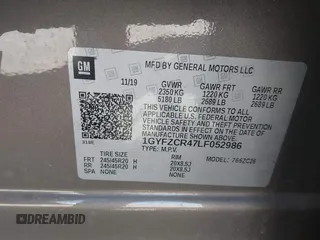 GM
MFD BY GENERAL MOTORS LLC
11/19 GVWR GAWR FRT GAWR RR
2350 KG 1220 KG 1220 KG
5180 LB 2689 LB 2689 LB
THIS VEHICLE CONFORMS TO ALL
APPLICABLE U.S. FEDERAL MOTOR
VEHICLE SAFETY AND THEFT PREVENTION
STANDARDS IN EFFECT ON THE DATE OF
MANUFACTURE SHOWN ABOVE.
1GYFZCR47LF052986
TYPE: M.P.V. MODEL:
TIRE SIZE RIM
FRT 245/45R20 H 20X8.5J
RR 245/45R20 H 20X8.5J
SPA NONE NONE
DREAMBID